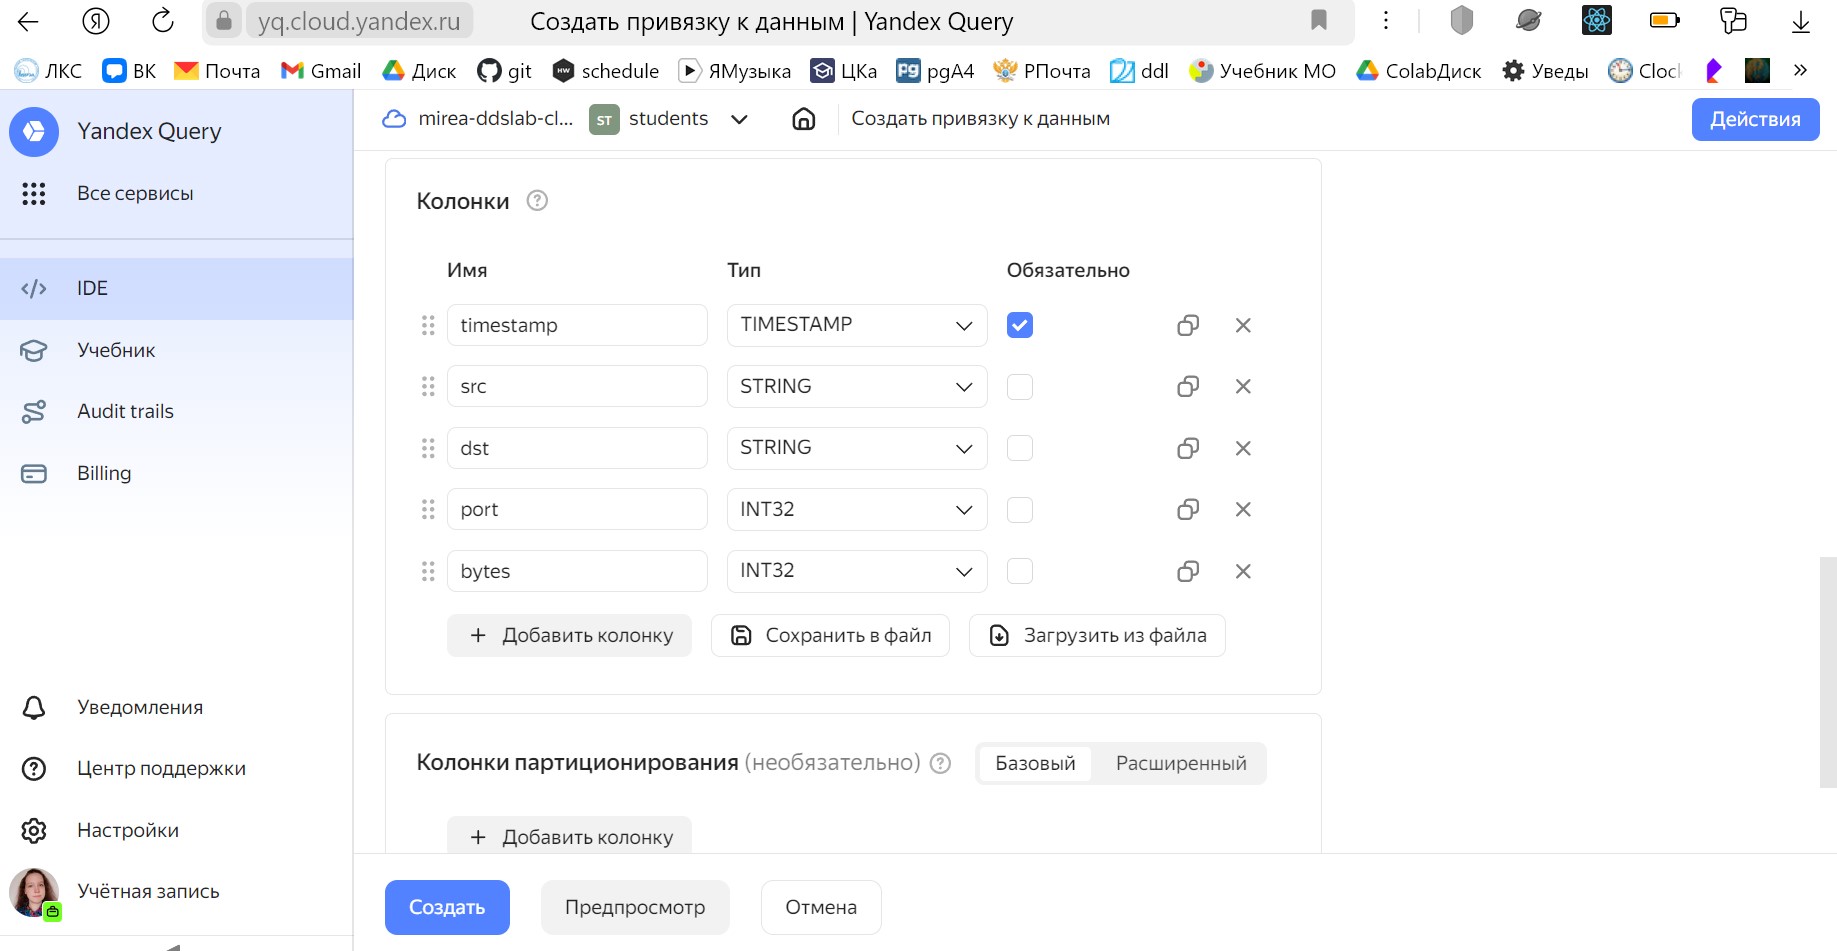 yq.cloud.yandex.ru Создать привязку к данным | Yandex Query
ЛКС ВК Почта Gmail Диск git schedule ЯМузыка ЦКа pgA4 РПочта ddl Учебник МО ColabДиск Уведы Cloc
Yandex Query
Все сервисы
IDE
Учебник
Audit trails
Billing
Уведомления
Центр поддержки
Настройки
Учётная запись
mirea-ddslab-cl... ST students Создать привязку к данным Действия
Колонки
Имя Тип Обязательно
timestamp TIMESTAMP
src STRING
dst STRING
port INT32
bytes INT32
+ Добавить колонку Сохранить в файл Загрузить из файла
Колонки партиционирования (необязательно) Базовый Расширенный
+ Добавить колонку
Создать Предпросмотр Отмена